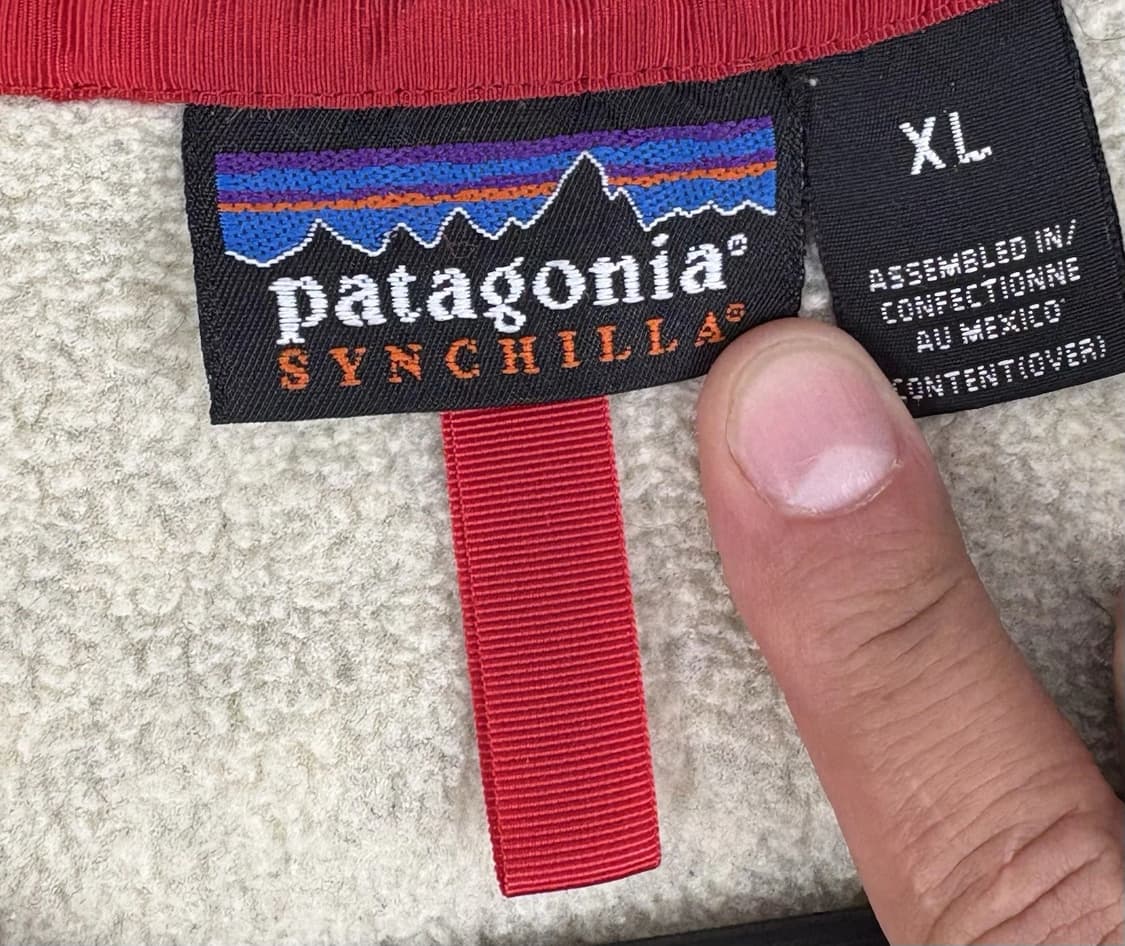 patagonia®
SYNCHILLA®
XL
ASSEMBLED IN/
CONFECTIONNE
AU MEXICO
CONTENT(OVER)